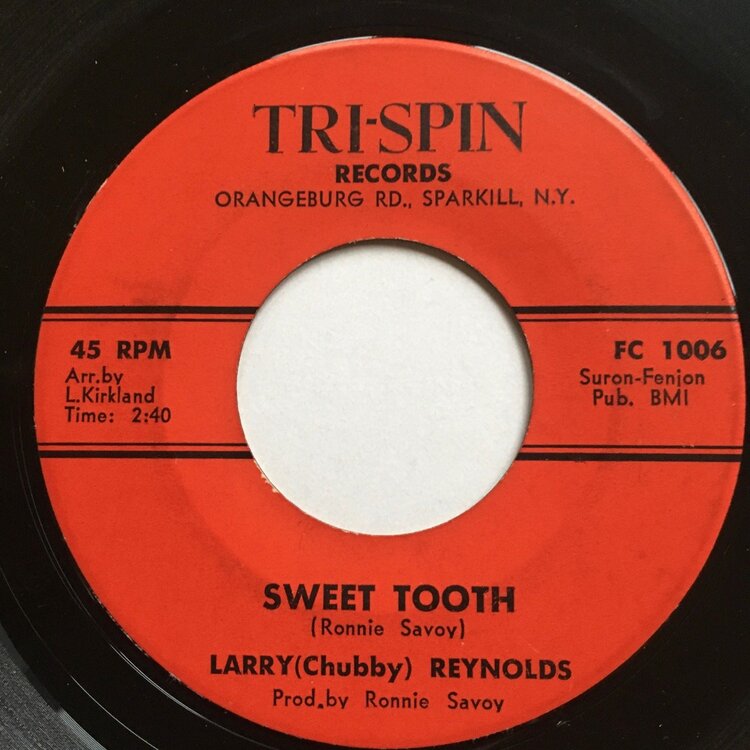 TRI-SPIN
RECORDS
ORANGEBURG RD., SPARKILL, N.Y.
45 RPM
Arr.by
L.Kirkland
Time: 2:40
FC 1006
Suron-Fenjon
Pub. BMI
SWEET TOOTH
(Ronnie Savoy)
LARRY(Chubby) REYNOLDS
Prod.by Ronnie Savoy